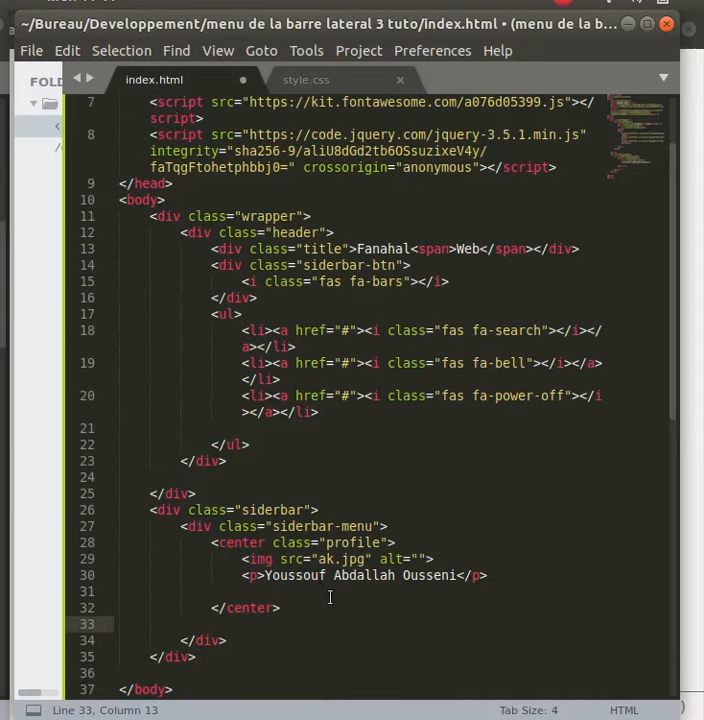 ~/Bureau/Developpement/menu de la barre lateral 3 tuto/index.html • (menu de la b...
File Edit Selection Find View Goto Tools Project Preferences Help
FOLD
index.html
style.css
7 <script src="https://kit.fontawesome.com/a076d05399.js"></
script>
8 <script src="https://code.jquery.com/jquery-3.5.1.min.js"
integrity="sha256-9/aliU8dGd2tb6OSsuzixeV4y/
faTqgFtohetphbbj0=" crossorigin="anonymous"></script>
9 </head>
10 <body>
11 <div class="wrapper">
12 <div class="header">
13 <div class="title">Fanahal<span>Web</span></div>
14 <div class="siderbar-btn">
15 <i class="fas fa-bars"></i>
16 </div>
17 <ul>
18 <li><a href="#"><i class="fas fa-search"></i></
a></li>
19 <li><a href="#"><i class="fas fa-bell"></i></a>
</li>
20 <li><a href="#"><i class="fas fa-power-off"></i
></a></li>
21
22 </ul>
23 </div>
24
25 </div>
26 <div class="siderbar">
27 <div class="siderbar-menu">
28 <center class="profile">
29 <img src="ak.jpg" alt="">
30 <p>Youssouf Abdallah Ousseni</p>
31
32 </center>
33
34 </div>
35 </div>
36
37 </body>
Line 33, Column 13
Tab Size: 4
HTML